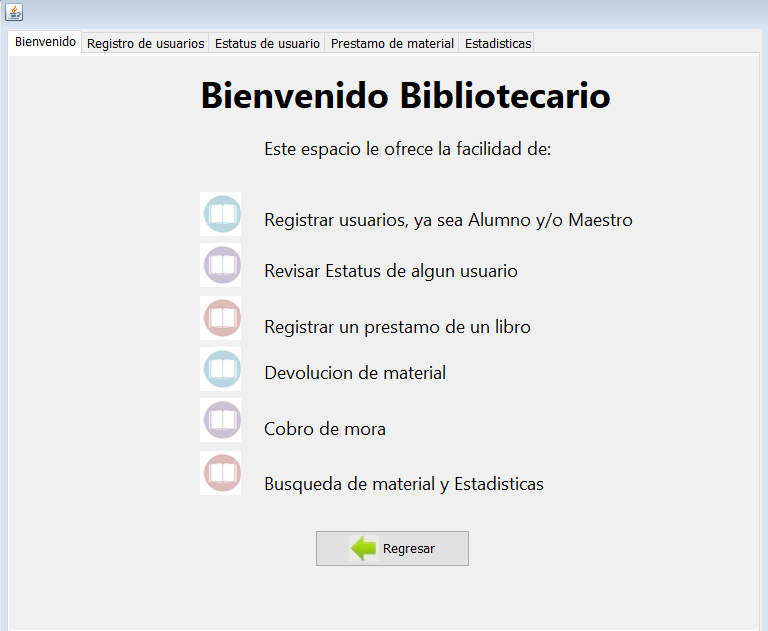 Bienvenido Registro de usuarios Estatus de usuario Prestamo de material Estadisticas
Bienvenido Bibliotecario
Este espacio le ofrece la facilidad de:
Registrar usuarios, ya sea Alumno y/o Maestro
Revisar Estatus de algun usuario
Registrar un prestamo de un libro
Devolucion de material
Cobro de mora
Busqueda de material y Estadisticas
Regresar